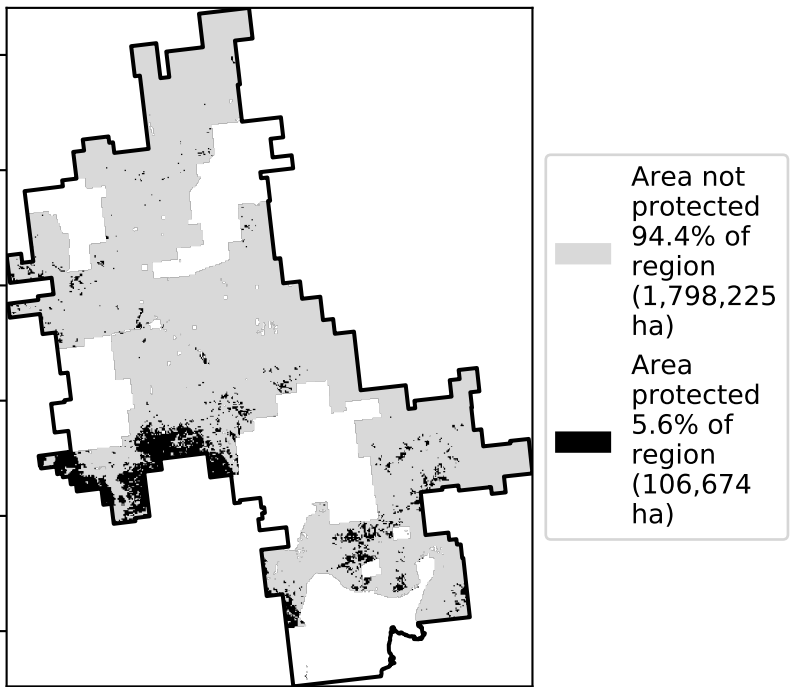 Area not
protected
94.4% of
region
(1,798,225
ha)
Area
protected
5.6% of
region
(106,674
ha)